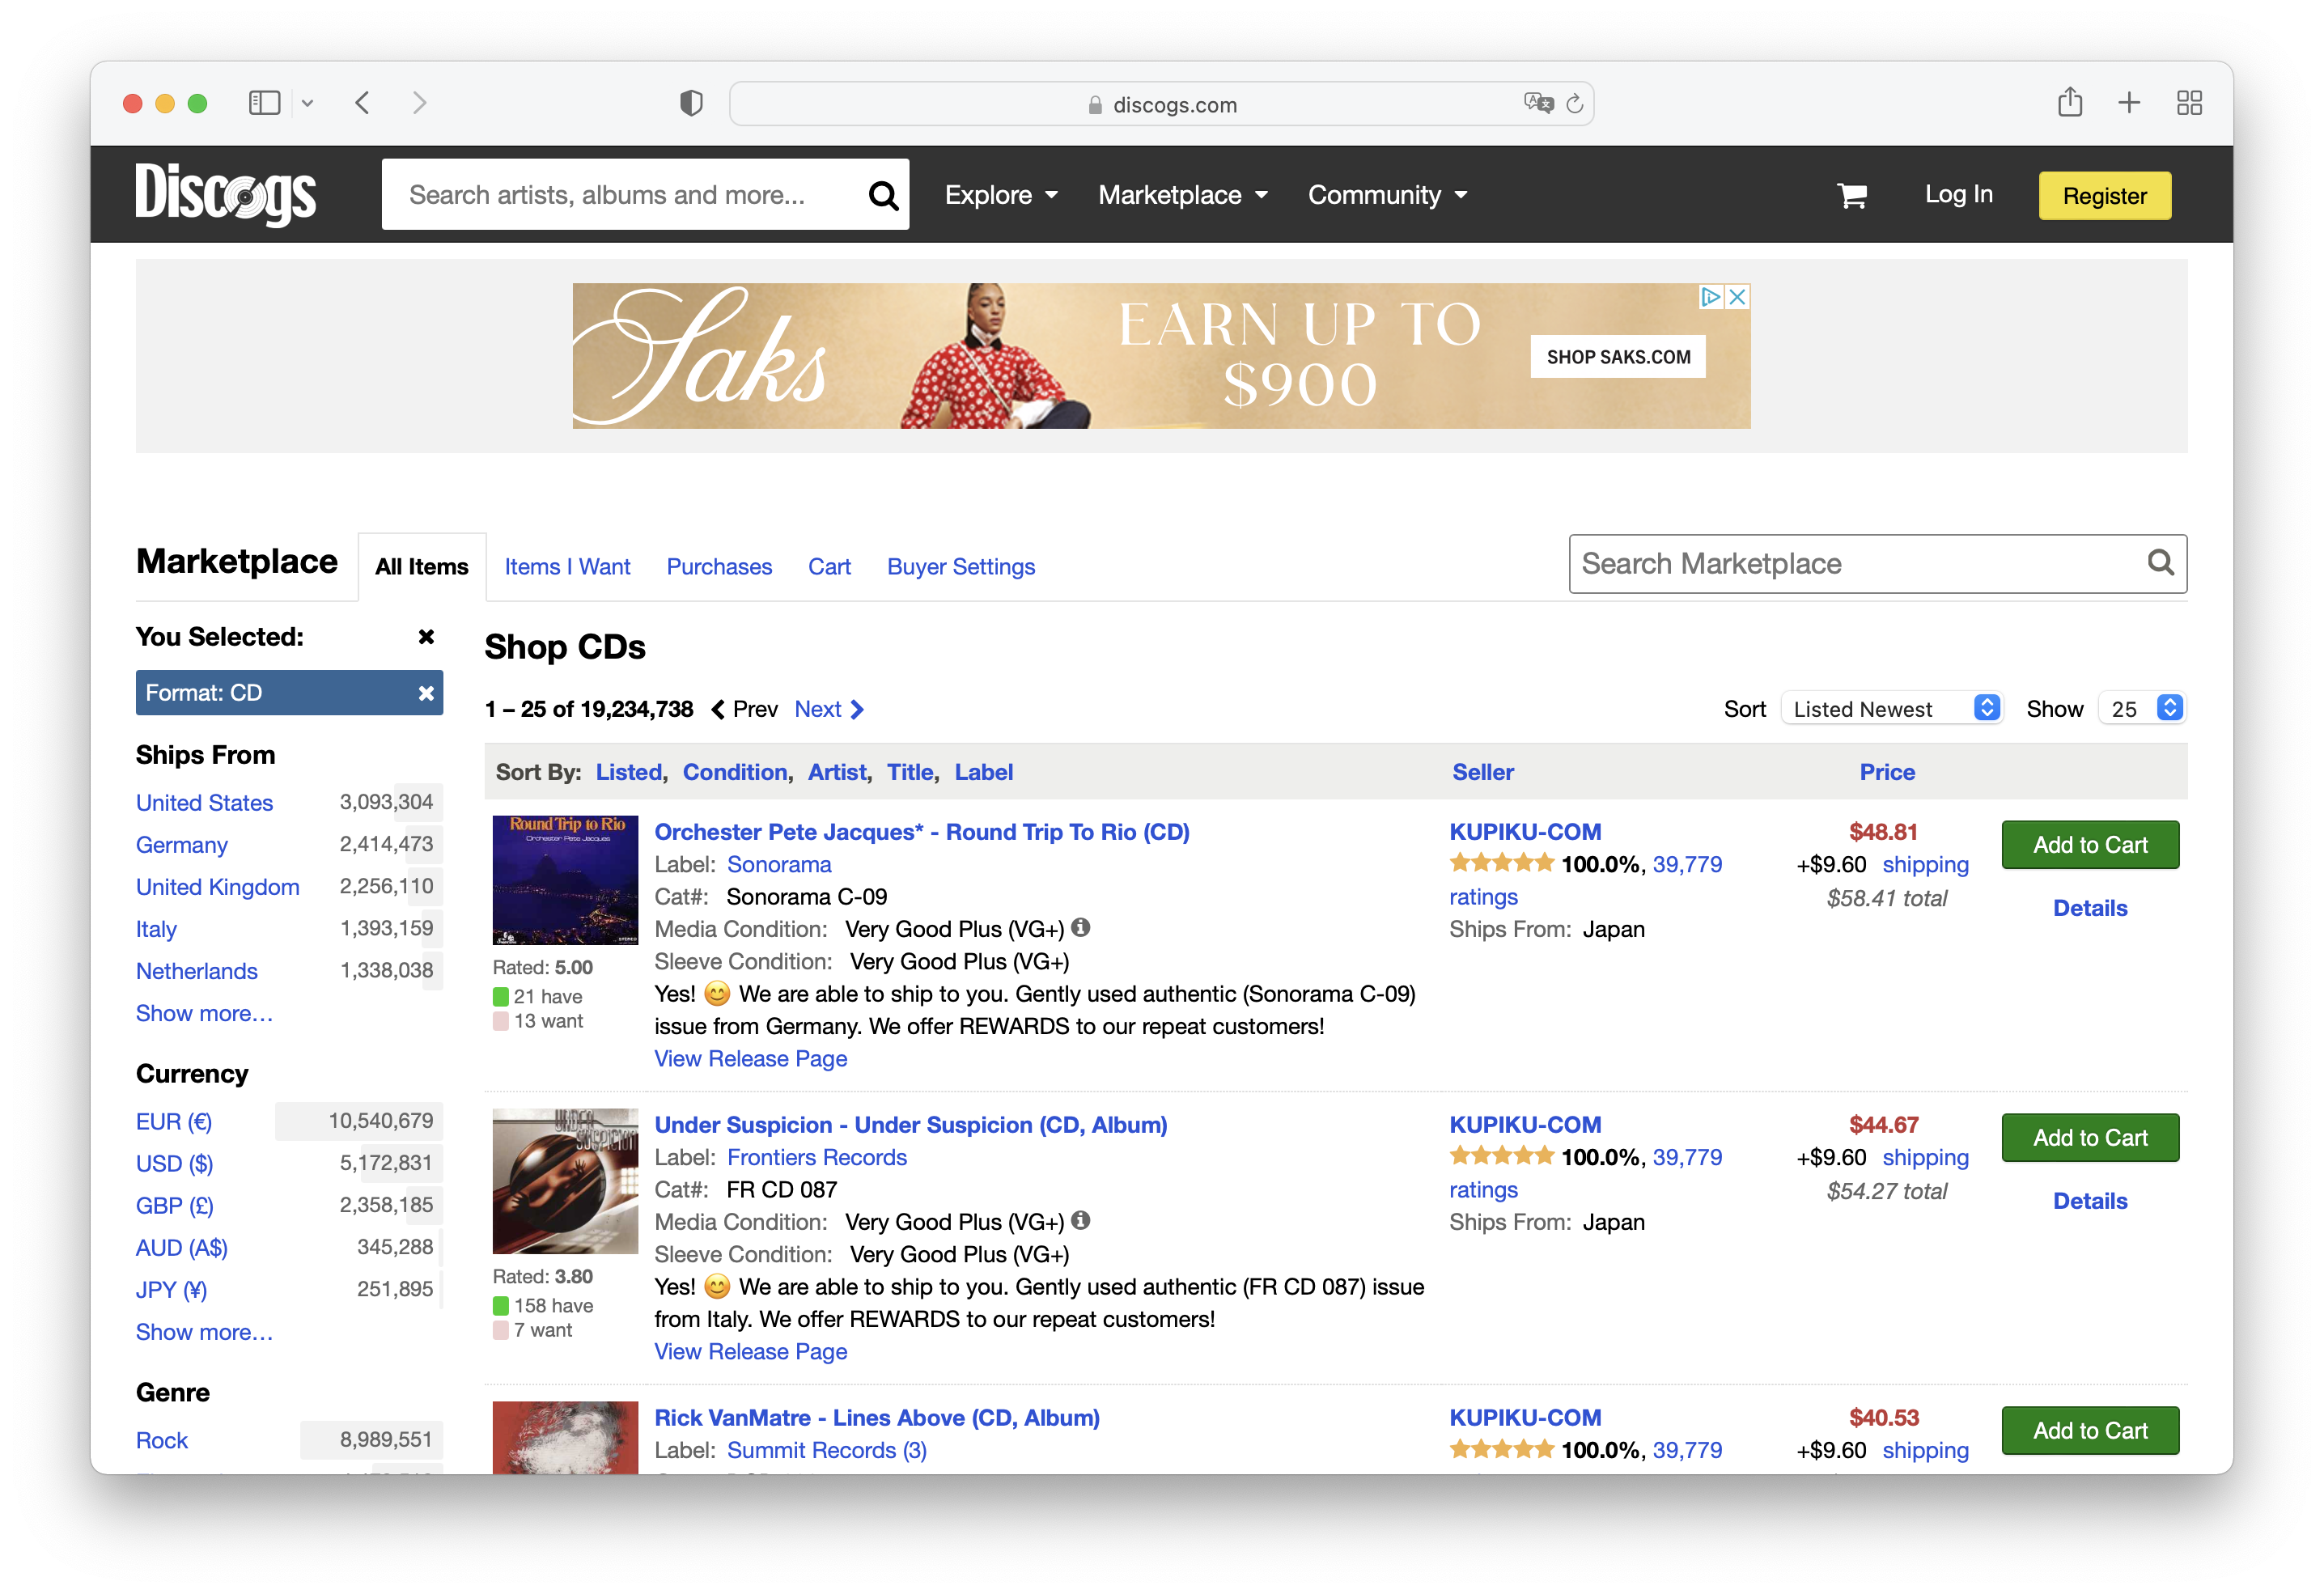 discogs.com
Discogs
Search artists, albums and more...
Explore
Marketplace
Community
Log In
Register
Saks
EARN UP TO
$900
SHOP SAKS.COM
Marketplace
All Items
Items I Want
Purchases
Cart
Buyer Settings
Search Marketplace
You Selected:
Format: CD
Ships From
United States 3,093,304
Germany 2,414,473
United Kingdom 2,256,110
Italy 1,393,159
Netherlands 1,338,038
Show more…
Currency
EUR (€) 10,540,679
USD ($) 5,172,831
GBP (£) 2,358,185
AUD (A$) 345,288
JPY (¥) 251,895
Show more…
Genre
Rock 8,989,551
Shop CDs
1 – 25 of 19,234,738 Prev Next
Sort Listed Newest Show 25
Sort By: Listed, Condition, Artist, Title, Label Seller Price
Round Trip to Rio
Orchester Pete Jacques
Rated: 5.00
21 have
13 want
Orchester Pete Jacques* - Round Trip To Rio (CD)
Label: Sonorama
Cat#: Sonorama C-09
Media Condition: Very Good Plus (VG+)
Sleeve Condition: Very Good Plus (VG+)
Yes! 😊 We are able to ship to you. Gently used authentic (Sonorama C-09)
issue from Germany. We offer REWARDS to our repeat customers!
View Release Page
KUPIKU-COM
100.0%, 39,779
ratings
Ships From: Japan
$48.81
+$9.60 shipping
$58.41 total
Add to Cart
Details
UNDER
SUSPICION
Rated: 3.80
158 have
7 want
Under Suspicion - Under Suspicion (CD, Album)
Label: Frontiers Records
Cat#: FR CD 087
Media Condition: Very Good Plus (VG+)
Sleeve Condition: Very Good Plus (VG+)
Yes! 😊 We are able to ship to you. Gently used authentic (FR CD 087) issue
from Italy. We offer REWARDS to our repeat customers!
View Release Page
KUPIKU-COM
100.0%, 39,779
ratings
Ships From: Japan
$44.67
+$9.60 shipping
$54.27 total
Add to Cart
Details
Rick VanMatre - Lines Above (CD, Album)
Label: Summit Records (3)
KUPIKU-COM
100.0%, 39,779
$40.53
+$9.60 shipping
Add to Cart